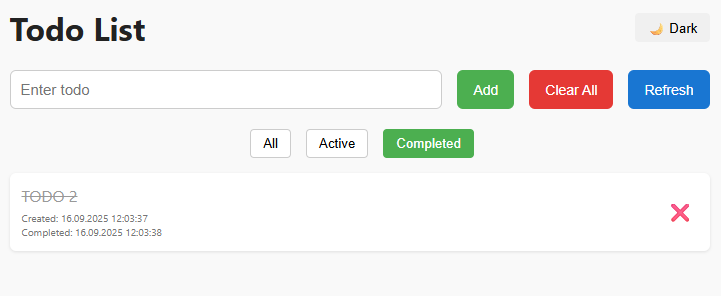 Todo List
🌙 Dark
Enter todo
Add
Clear All
Refresh
All
Active
Completed
TODO 2
Created: 16.09.2025 12:03:37
Completed: 16.09.2025 12:03:38